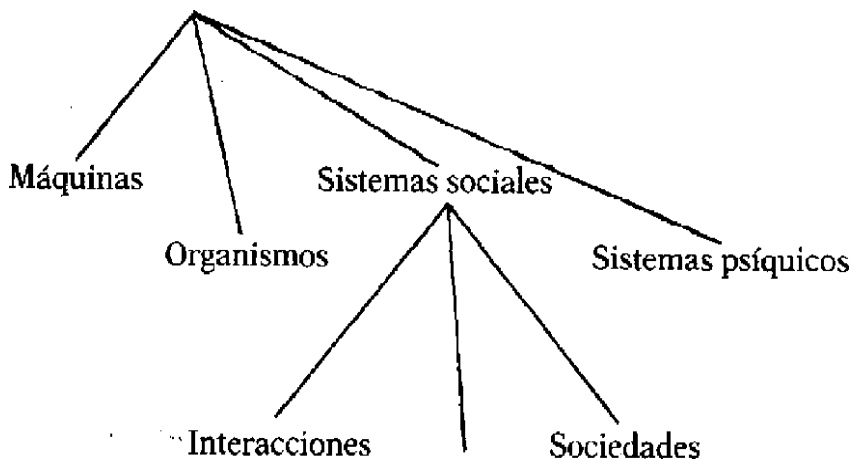 Máquinas
Sistemas sociales
Organismos
Sistemas psíquicos
Interacciones
Sociedades